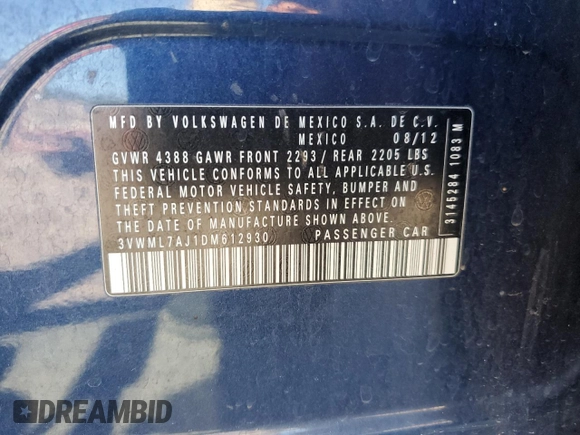 MFD BY VOLKSWAGEN DE MEXICO S.A. DE C.V.
MEXICO 08/12
GVWR 4388 GAWR FRONT 2293/ REAR 2205 LBS
THIS VEHICLE CONFORMS TO ALL APPLICABLE U.S.
FEDERAL MOTOR VEHICLE SAFETY, BUMPER AND
THEFT PREVENTION STANDARDS IN EFFECT ON
THE DATE OF MANUFACTURE SHOWN ABOVE.
3VWML7AJ1DM612930 PASSENGER CAR
3145284 1083 M
DREAMBID